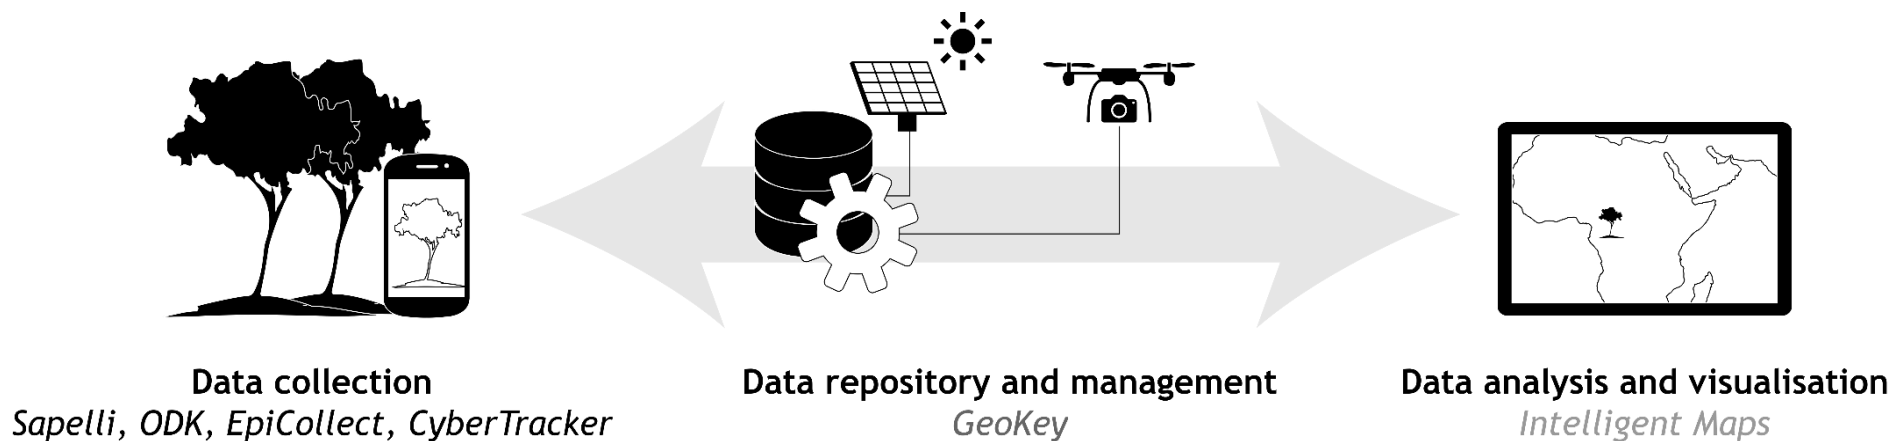 Data collection
Sapelli, ODK, EpiCollect, CyberTracker
Data repository and management
GeoKey
Data analysis and visualisation
Intelligent Maps